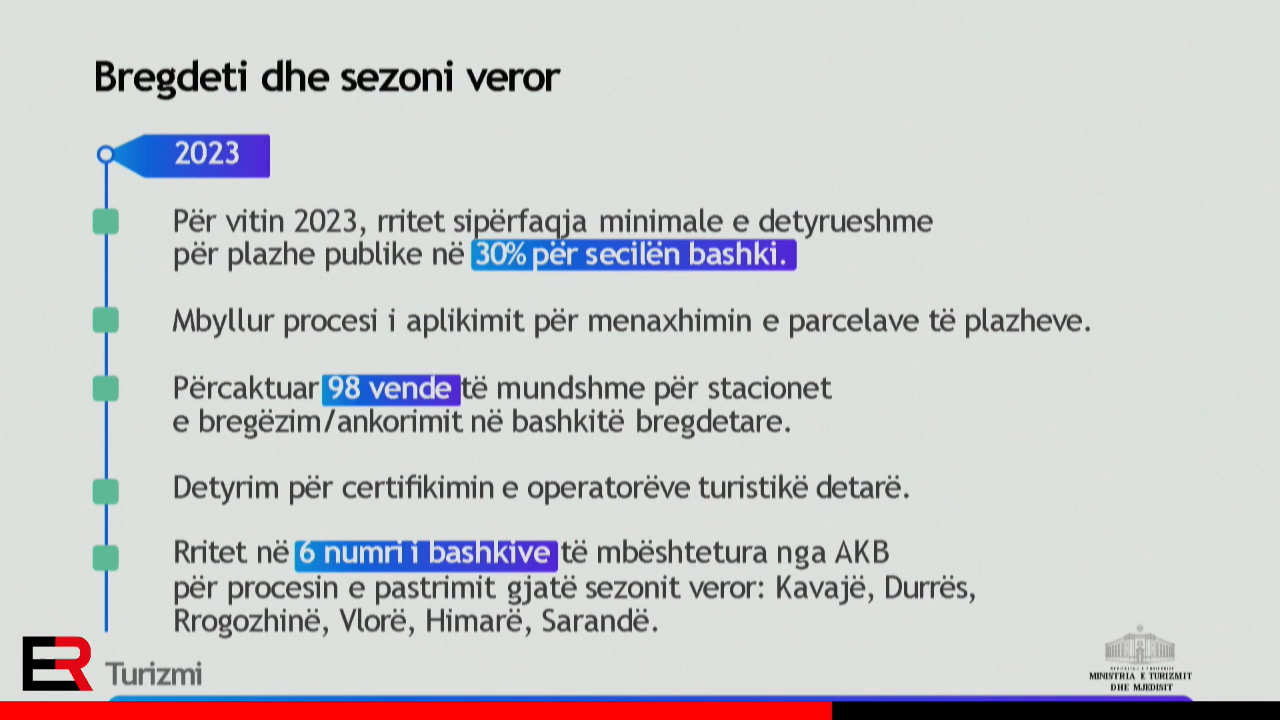 Bregdeti dhe sezoni veror
2023
Për vitin 2023, rritet sipërfaqja minimale e detyrueshme
për plazhe publike në 30% për secilën bashki.
Mbyllur procesi i aplikimit për menaxhimin e parcelave të plazheve.
Përcaktuar 98 vende të mundshme për stacionet
e bregëzim/ankorimit në bashkitë bregdetare.
Detyrim për certifikimin e operatorëve turistikë detarë.
Rritet në 6 numri i bashkive të mbështetura nga AKB
për procesin e pastrimit gjatë sezonit veror: Kavajë, Durrës,
Rrogozhinë, Vlorë, Himarë, Sarandë.
ER
Turizmi
MINISTRIA E TURIZMIT
DHE MJEDISIT